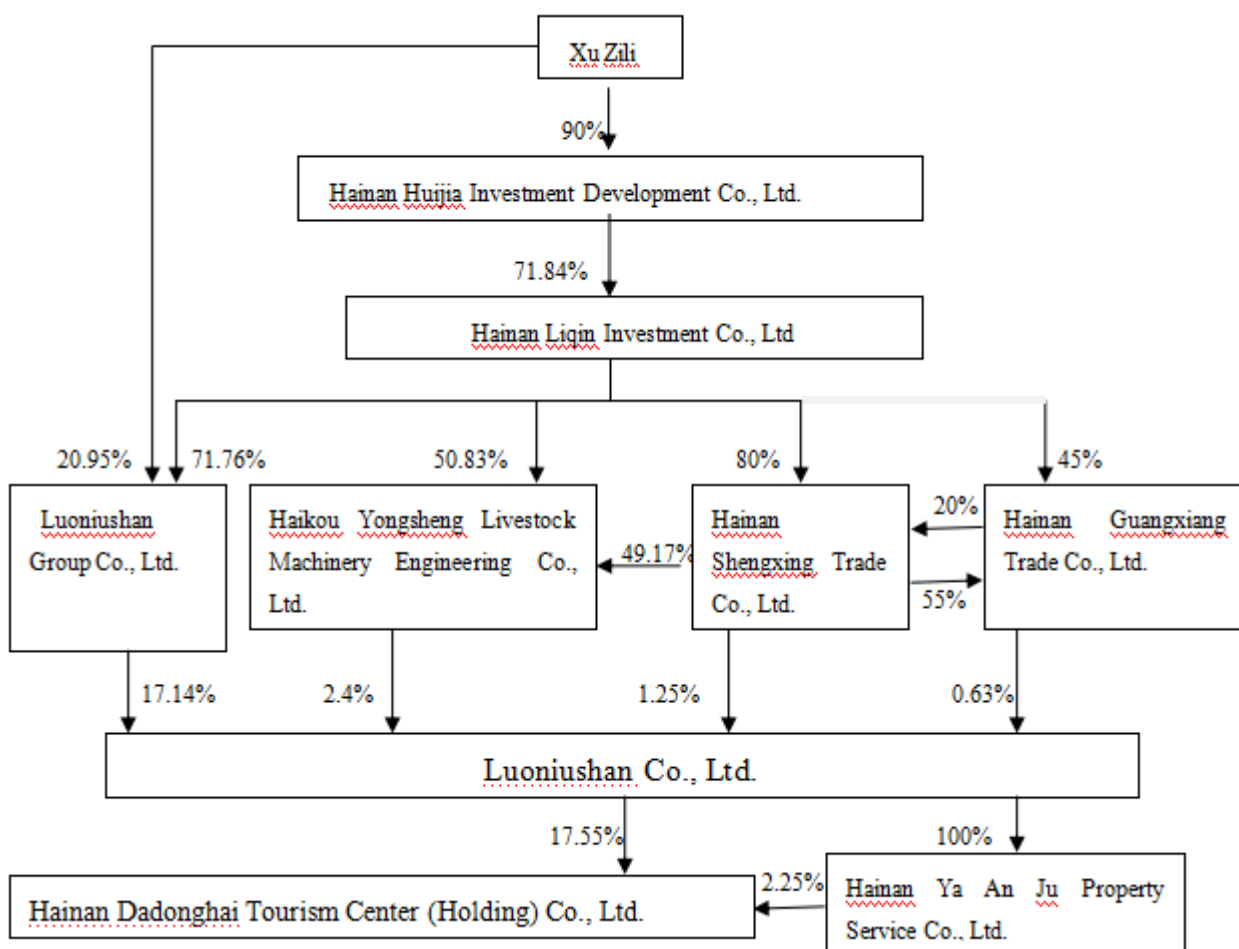 Xu Zili
90%
Hainan Huijia Investment Development Co., Ltd.
71.84%
Hainan Liqin Investment Co., Ltd
20.95%
71.76%
50.83%
80%
45%
Luoniushan
Group Co., Ltd.
Haikou Yongsheng Livestock
Machinery Engineering Co.,
Ltd.
49.17%
Hainan
Shengxing Trade
Co., Ltd.
20%
55%
Hainan Guangxiang
Trade Co., Ltd.
17.14%
2.4%
1.25%
0.63%
Luoniushan Co., Ltd.
17.55%
100%
Hainan Dadonghai Tourism Center (Holding) Co., Ltd.
2.25%
Hainan Ya An Ju Property
Service Co., Ltd.